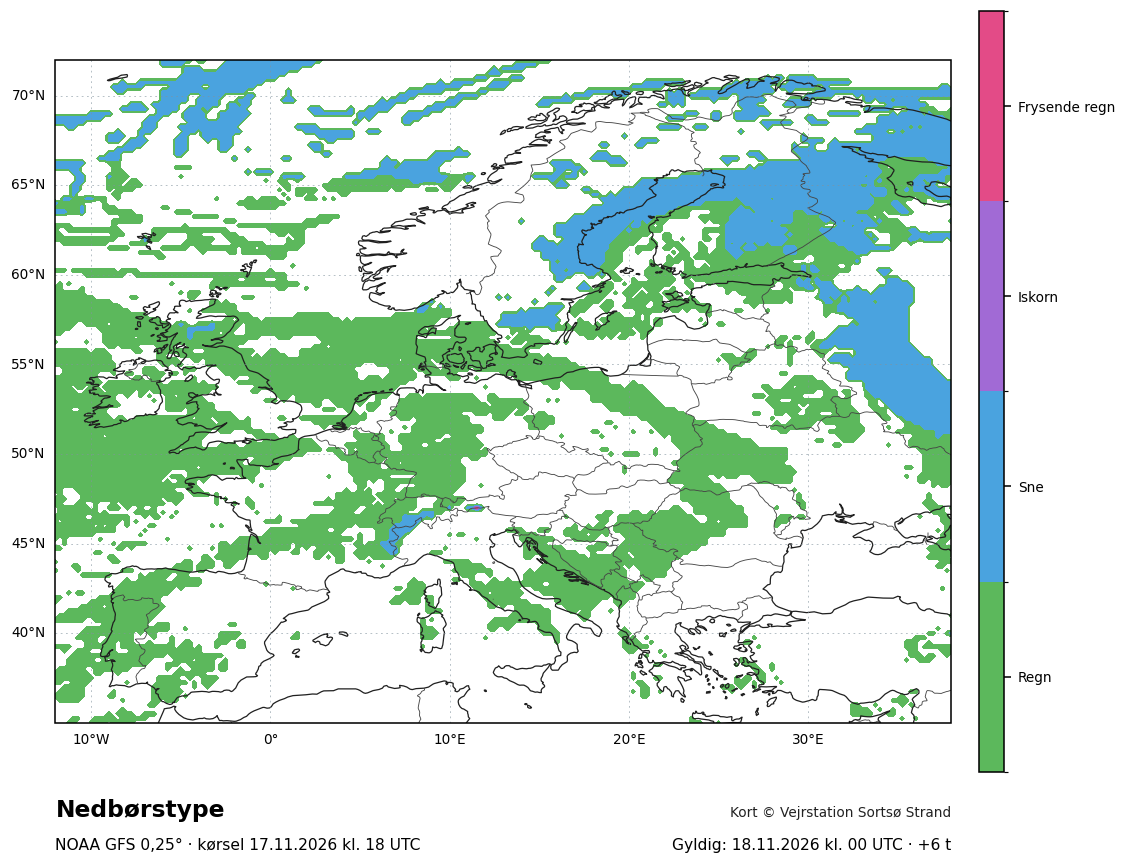 70°N
65°N
60°N
55°N
50°N
45°N
40°N
10°W
0°
10°E
20°E
30°E
Frysende regn
Iskorn
Sne
Regn
Nedbørstype
Kort © Vejrstation Sortsø Strand
NOAA GFS 0,25° · kørsel 17.11.2026 kl. 18 UTC
Gyldig: 18.11.2026 kl. 00 UTC · +6 t